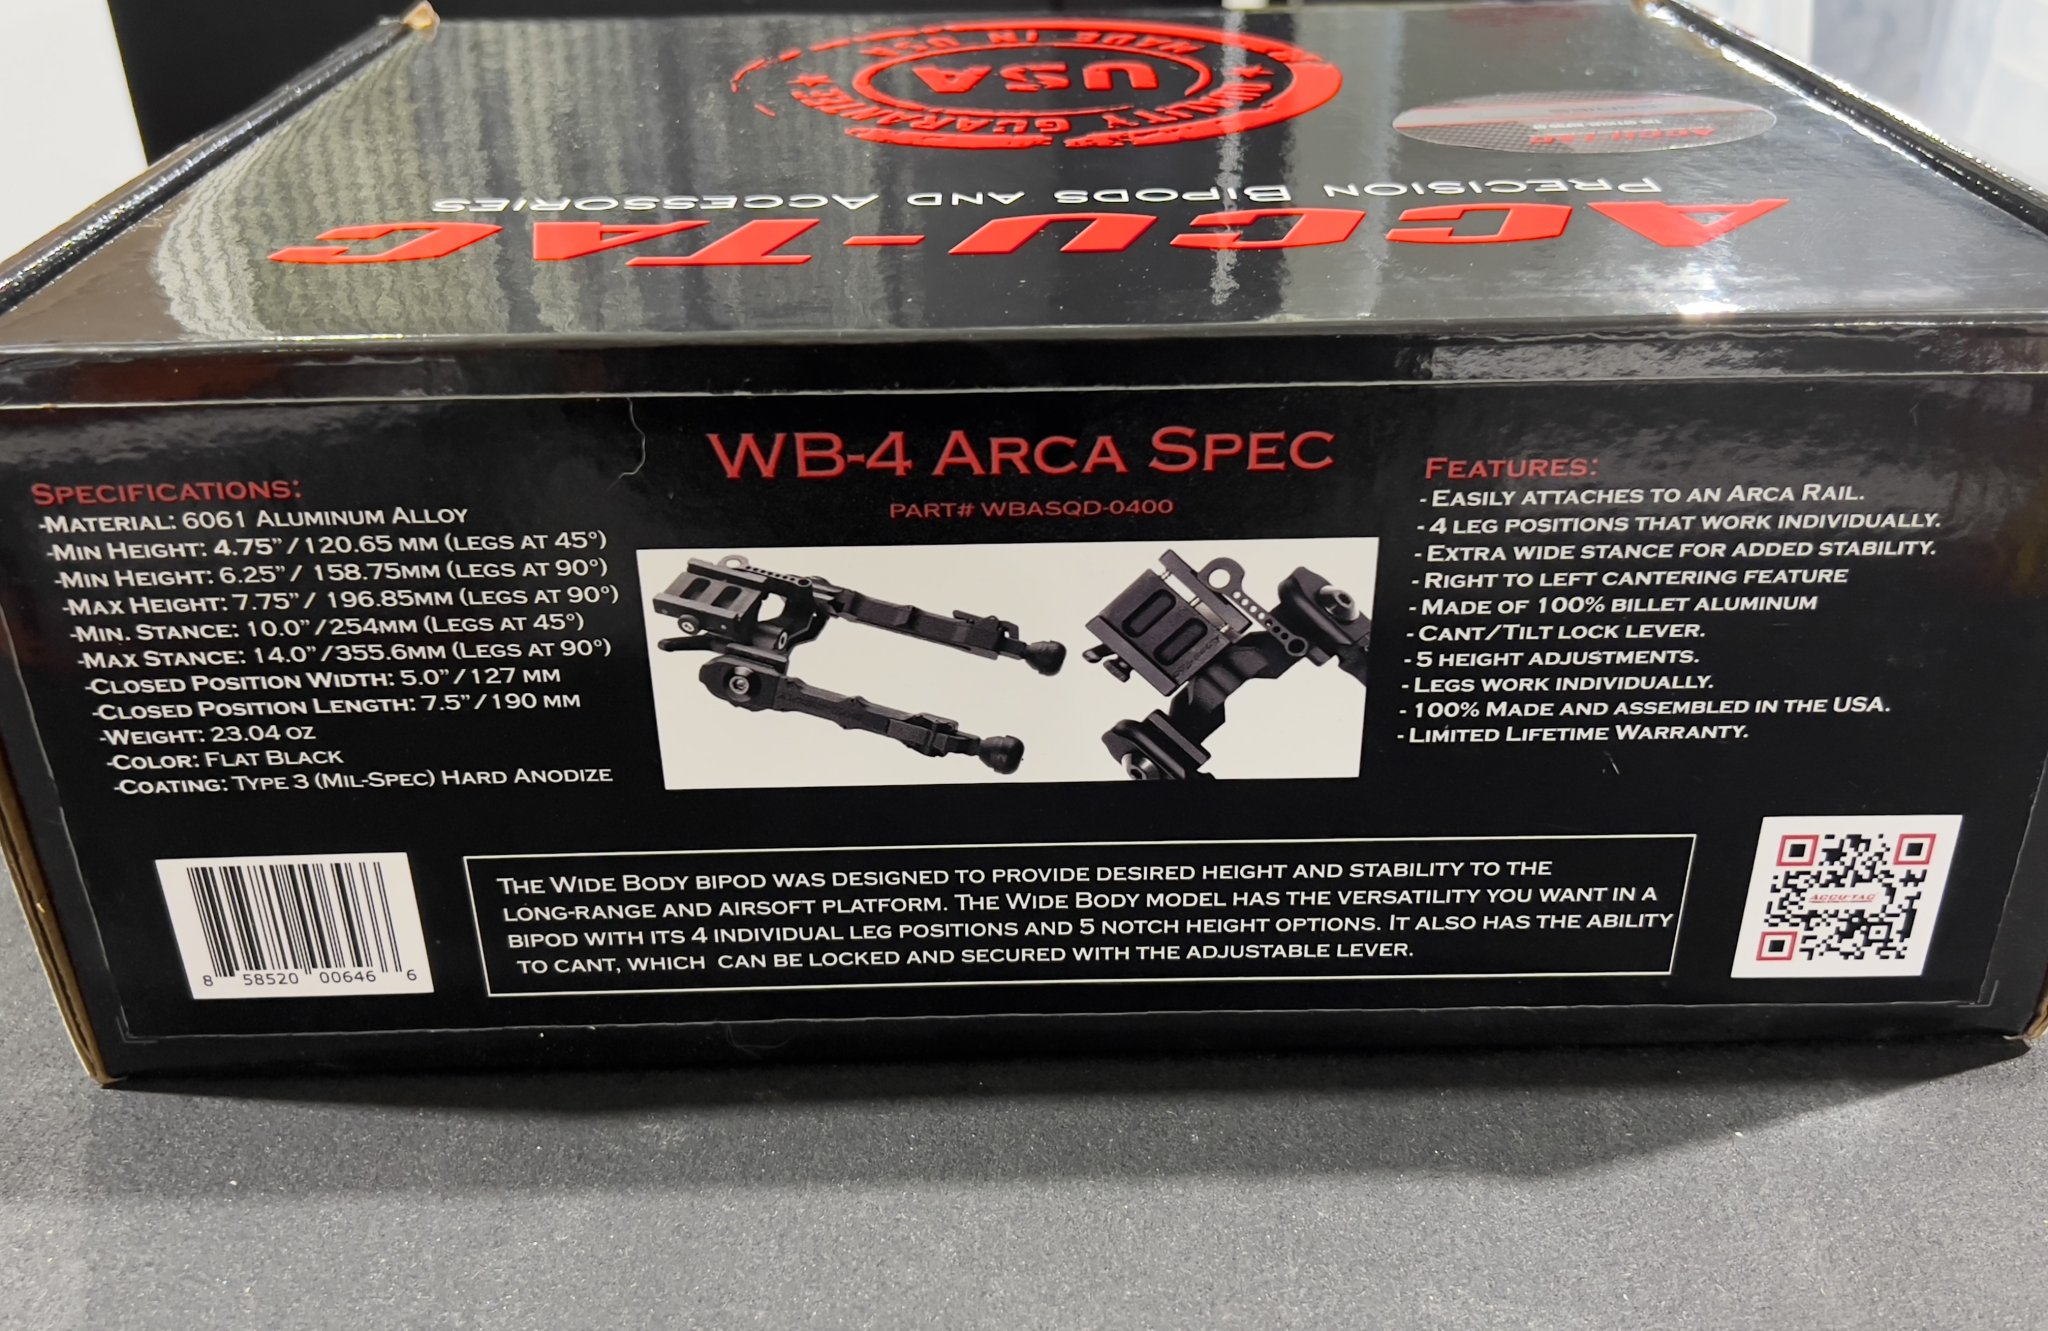 MADE IN USA
USA
QUALITY GUARANTEE
ACCU-TAC
PRECISION BIPODS AND ACCESSORIES
ACCU-TAC
WB-4 ARCA SPEC
PART# WBASQD-0400
SPECIFICATIONS:
-MATERIAL: 6061 ALUMINUM ALLOY
-MIN HEIGHT: 4.75”/120.65 MM (LEGS AT 45°)
-MIN HEIGHT: 6.25”/ 158.75MM (LEGS AT 90°)
-MAX HEIGHT: 7.75”/ 196.85MM (LEGS AT 90°)
-MIN. STANCE: 10.0”/254MM (LEGS AT 45°)
-MAX STANCE: 14.0”/355.6MM (LEGS AT 90°)
-CLOSED POSITION WIDTH: 5.0”/127 MM
-CLOSED POSITION LENGTH: 7.5”/190 MM
-WEIGHT: 23.04 OZ
-COLOR: FLAT BLACK
-COATING: TYPE 3 (MIL-SPEC) HARD ANODIZE
FEATURES:
- EASILY ATTACHES TO AN ARCA RAIL.
- 4 LEG POSITIONS THAT WORK INDIVIDUALLY.
- EXTRA WIDE STANCE FOR ADDED STABILITY.
- RIGHT TO LEFT CANTERING FEATURE
- MADE OF 100% BILLET ALUMINUM
- CANT/TILT LOCK LEVER.
- 5 HEIGHT ADJUSTMENTS.
- LEGS WORK INDIVIDUALLY.
- 100% MADE AND ASSEMBLED IN THE USA.
- LIMITED LIFETIME WARRANTY.
THE WIDE BODY BIPOD WAS DESIGNED TO PROVIDE DESIRED HEIGHT AND STABILITY TO THE
LONG-RANGE AND AIRSOFT PLATFORM. THE WIDE BODY MODEL HAS THE VERSATILITY YOU WANT IN A
BIPOD WITH ITS 4 INDIVIDUAL LEG POSITIONS AND 5 NOTCH HEIGHT OPTIONS. IT ALSO HAS THE ABILITY
TO CANT, WHICH CAN BE LOCKED AND SECURED WITH THE ADJUSTABLE LEVER.
8 58520 00646 6
ACCU-TAC